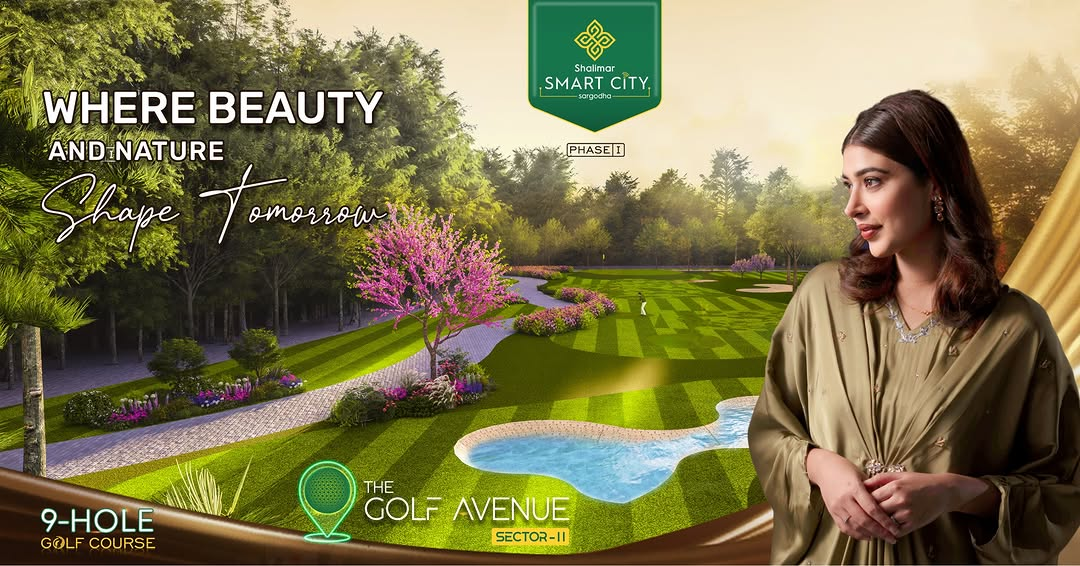 Shalimar
SMART CITY
sargodha
PHASE I
WHERE BEAUTY
AND NATURE
Shape Tomorrow
THE
GOLF AVENUE
SECTOR-II
9-HOLE
GOLF COURSE